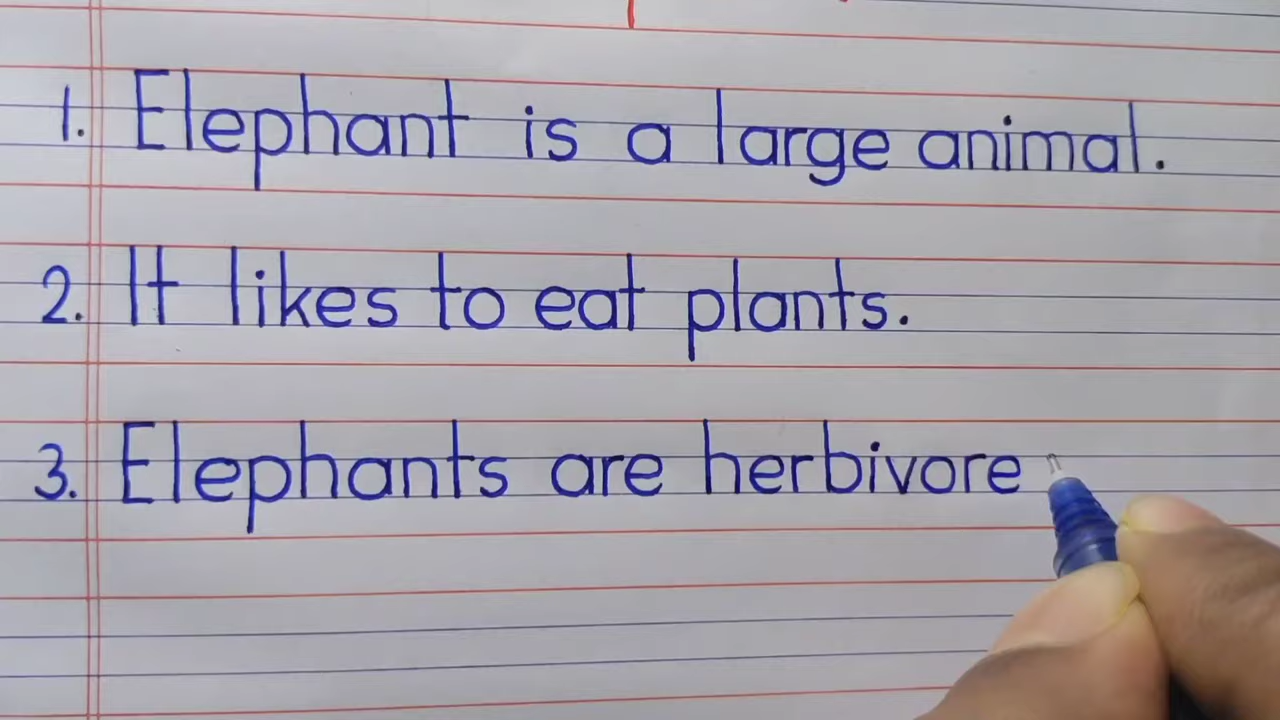 1. Elephant is a large animal.
2. It likes to eat plants.
3. Elephants are herbivore